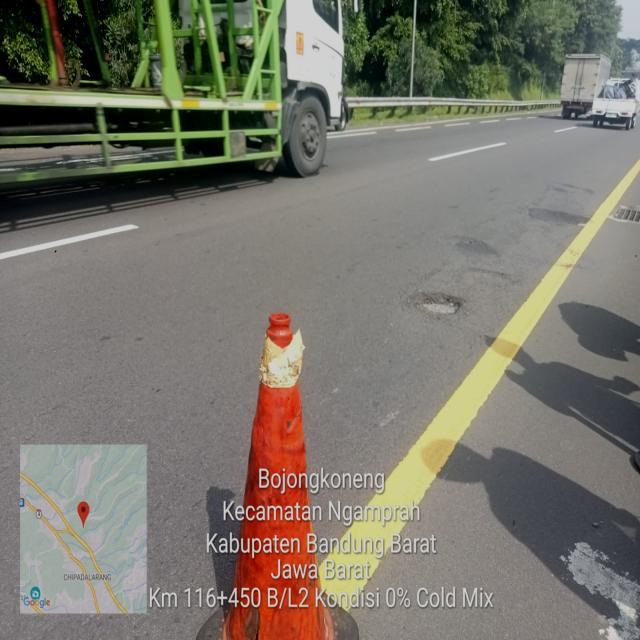 Bojongkoneng
Kecamatan Ngamprah
Kabupaten Bandung Barat
Jawa Barat
Km 116+450 B/L2 Kondisi 0% Cold Mix
CHIPADALARANG
Google